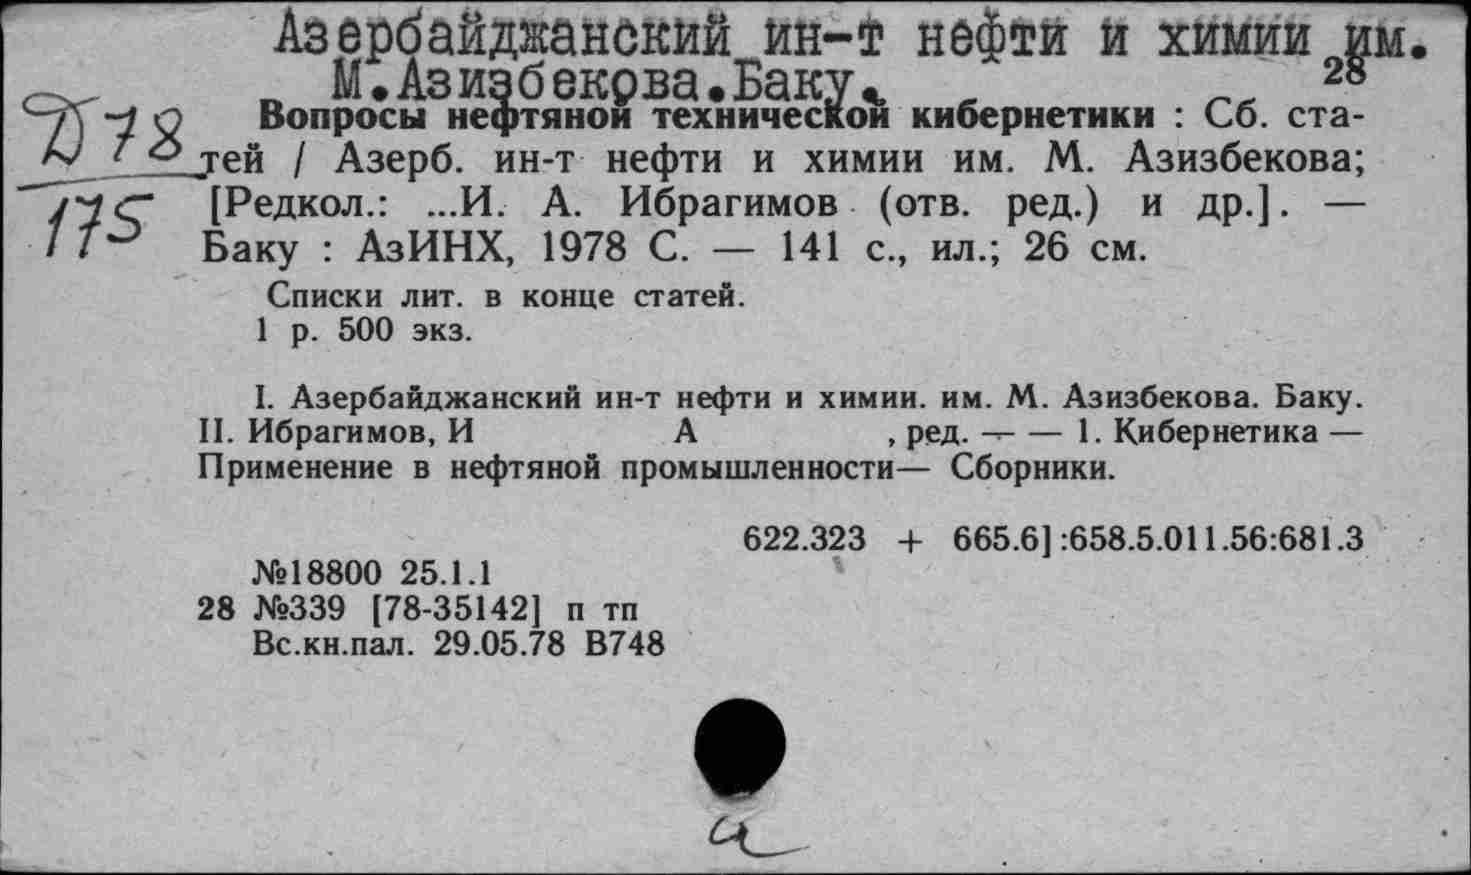 Азербайджанский ин-т нефти и химии им.
М.Азизбекова.Баку.
28
Д78
175
Вопросы нефтяной технической кибернетики : Сб. ста-
тей / Азерб. ин-т нефти и химии им. М. Азизбекова;
[Редкол.: ...И. А. Ибрагимов (отв. ред.) и др.]. —
Баку : АзИНХ, 1978 С. — 141 с., ил.; 26 см.
Списки лит. в конце статей.
1 р. 500 экз.
I. Азербайджанский ин-т нефти и химии. им. М. Азизбекова. Баку.
II. Ибрагимов, И А , ред. — — 1. Кибернетика —
Применение в нефтяной промышленности— Сборники.
622.323 + 665.6] :658.5.011.56:681.3
№18800 25.1.1
28 №339 [78-35142] п тп
Вс.кн.пал. 29.05.78 В748